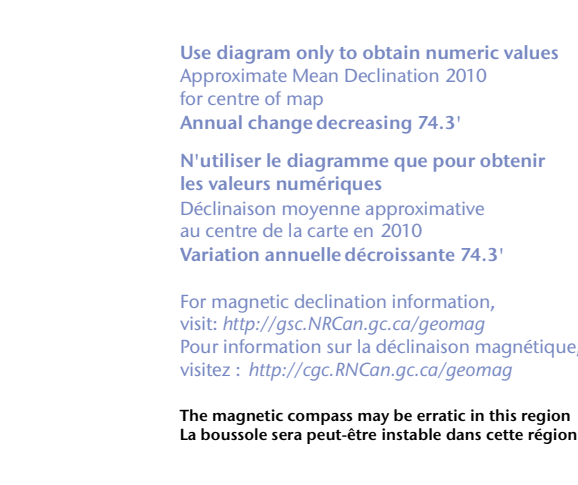 Use diagram only to obtain numeric values
Approximate Mean Declination 2010
for centre of map
Annual change decreasing 74.3'
N'utiliser le diagramme que pour obtenir
les valeurs numériques
Déclinaison moyenne approximative
au centre de la carte en 2010
Variation annuelle décroissante 74.3'
For magnetic declination information,
visit: http://gsc.NRCan.gc.ca/geomag
Pour information sur la déclinaison magnétique,
visitez : http://cgc.RNCan.gc.ca/geomag
The magnetic compass may be erratic in this region
La boussole sera peut-être instable dans cette région